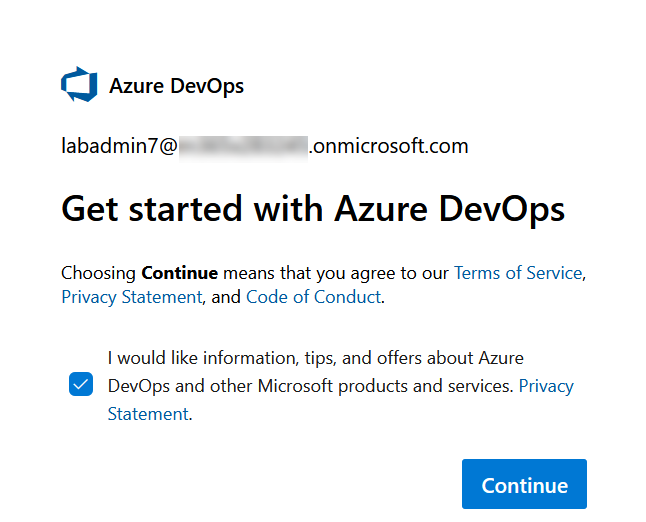 Azure DevOps
labadmin7@ .onmicrosoft.com
Get started with Azure DevOps
Choosing Continue means that you agree to our Terms of Service,
Privacy Statement, and Code of Conduct.
I would like information, tips, and offers about Azure
DevOps and other Microsoft products and services. Privacy
Statement.
Continue